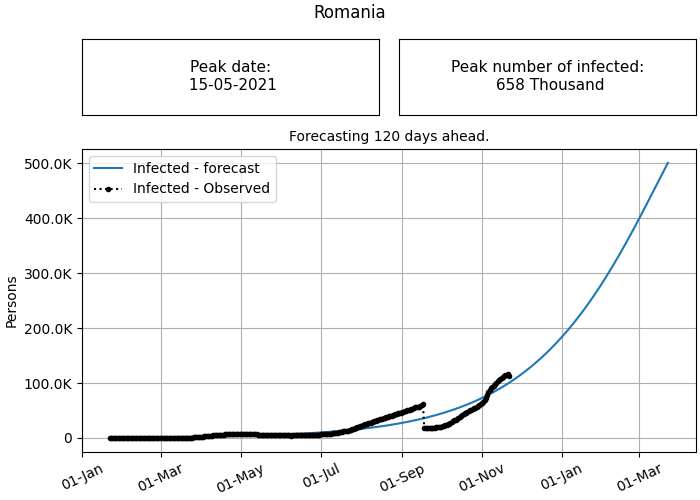 Romania
Peak date:
15-05-2021
Peak number of infected:
658 Thousand
Forecasting 120 days ahead.
Infected - forecast
Infected - Observed
500.0K
400.0K
300.0K
200.0K
100.0K
0
Persons
01-Jan
01-Mar
01-May
01-Jul
01-Sep
01-Nov
01-Jan
01-Mar